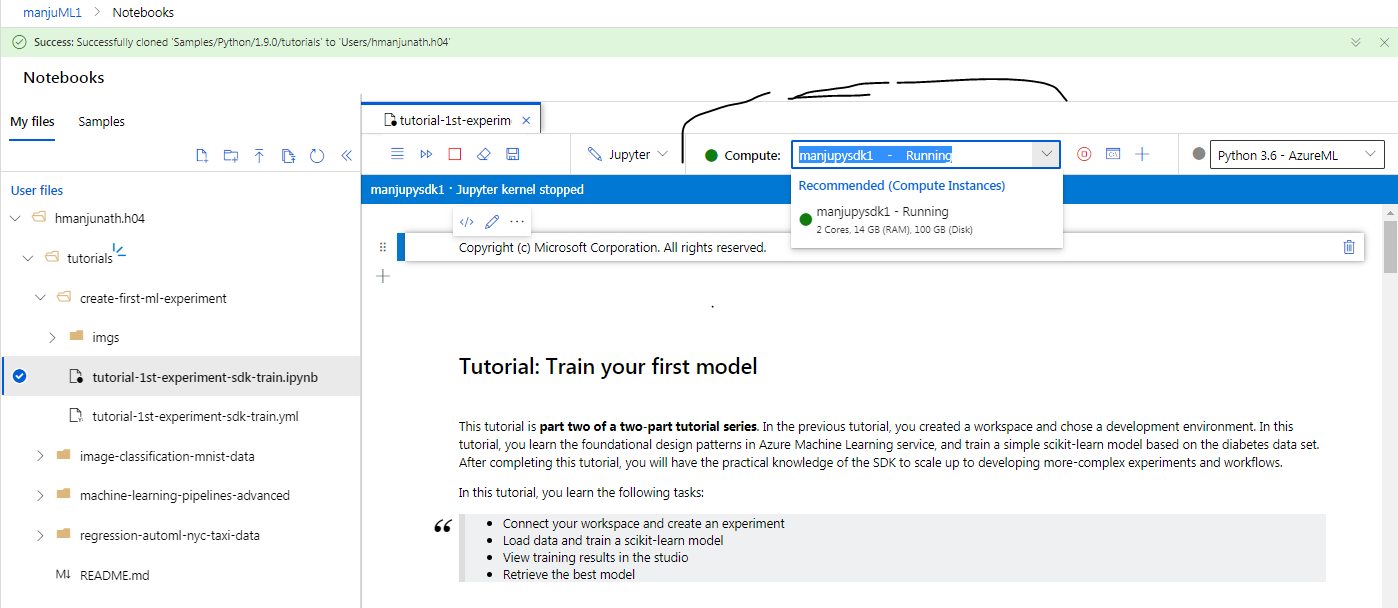 manjuML1 > Notebooks
Success: Successfully cloned 'Samples/Python/1.9.0/tutorials' to 'Users/hmanjunath.h04'
Notebooks
My files Samples
tutorial-1st-experim
Jupyter Compute: manjupysdk1 - Running Python 3.6 - AzureML
manjupysdk1 · Jupyter kernel stopped
Recommended (Compute Instances)
manjupysdk1 - Running
2 Cores, 14 GB (RAM), 100 GB (Disk)
User files
hmanjunath.h04
tutorials
create-first-ml-experiment
imgs
tutorial-1st-experiment-sdk-train.ipynb
tutorial-1st-experiment-sdk-train.yml
image-classification-mnist-data
machine-learning-pipelines-advanced
regression-automl-nyc-taxi-data
README.md
Copyright (c) Microsoft Corporation. All rights reserved.
Tutorial: Train your first model
This tutorial is part two of a two-part tutorial series. In the previous tutorial, you created a workspace and chose a development environment. In this
tutorial, you learn the foundational design patterns in Azure Machine Learning service, and train a simple scikit-learn model based on the diabetes data set.
After completing this tutorial, you will have the practical knowledge of the SDK to scale up to developing more-complex experiments and workflows.
In this tutorial, you learn the following tasks:
• Connect your workspace and create an experiment
• Load data and train a scikit-learn model
• View training results in the studio
• Retrieve the best model